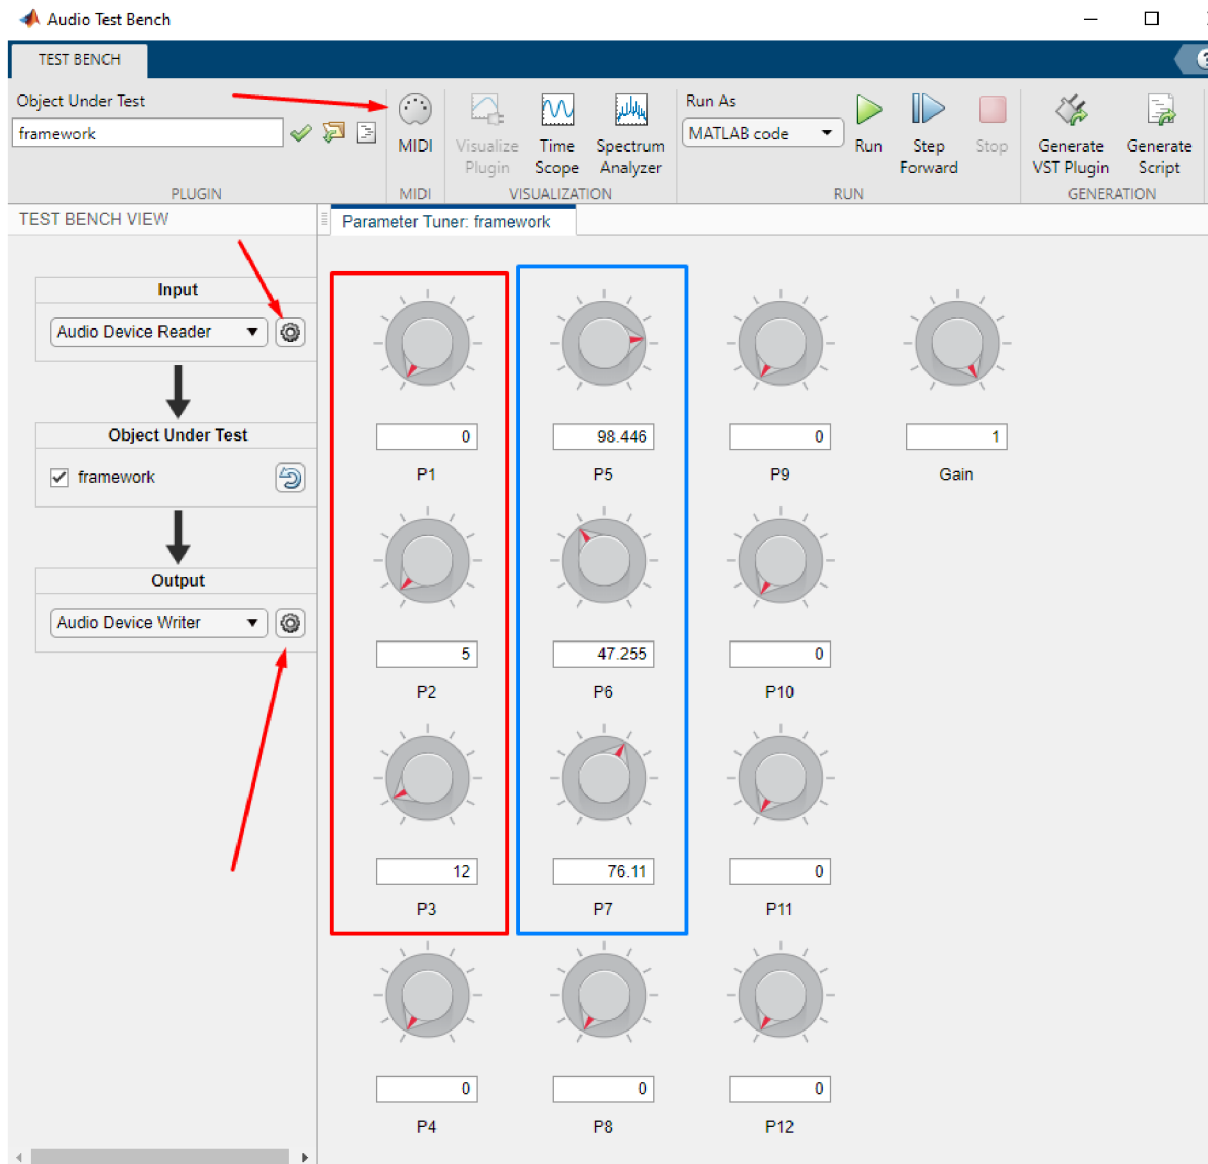 Audio Test Bench
TEST BENCH
Object Under Test
framework
MIDI
Visualize Plugin
Time Scope
Spectrum Analyzer
Run As
MATLAB code
Run
Step Forward
Stop
Generate VST Plugin
Generate Script
PLUGIN
MIDI
VISUALIZATION
RUN
GENERATION
TEST BENCH VIEW
Parameter Tuner: framework
Input
Audio Device Reader
Object Under Test
framework
Output
Audio Device Writer
0
98.446
0
1
P1
P5
P9
Gain
5
47.255
0
P2
P6
P10
12
76.11
0
P3
P7
P11
0
0
0
P4
P8
P12